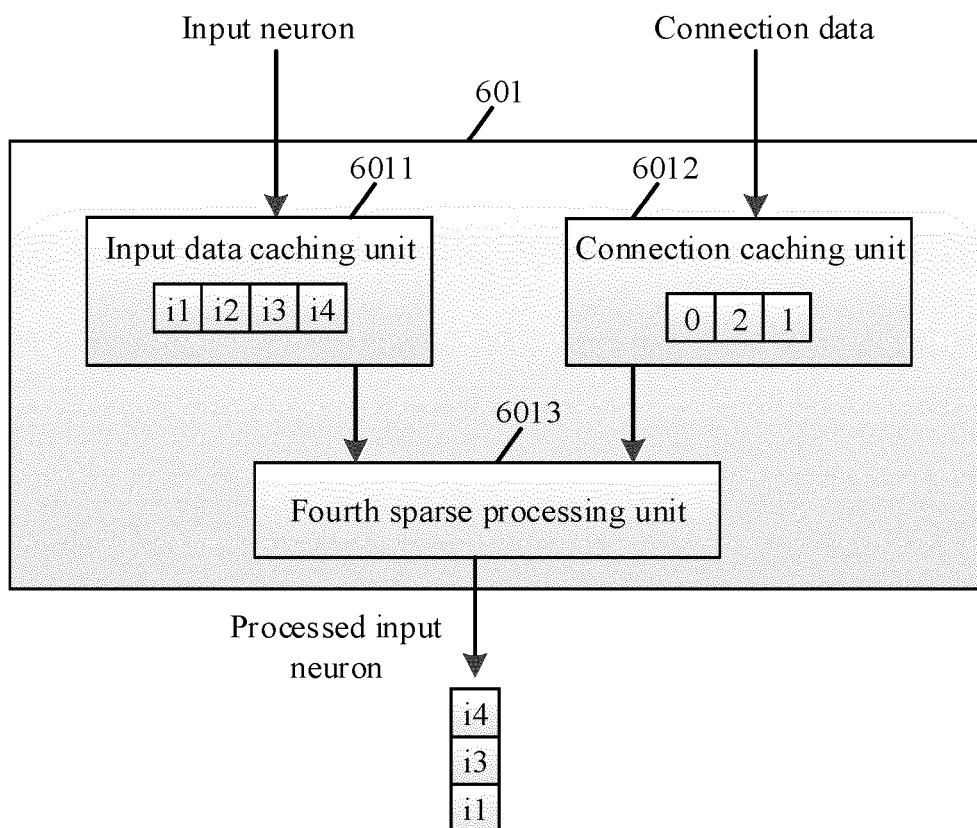 Input neuron
Connection data
601
6011
6012
Input data caching unit
Connection caching unit
i1 i2 i3 i4
0 2 1
6013
Fourth sparse processing unit
Processed input
neuron
i4
i3
i1